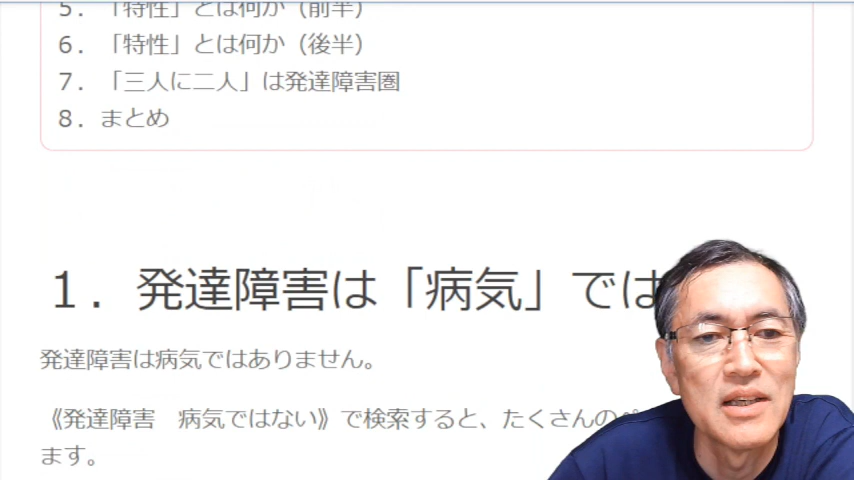 5．「特性」とは何か（前半）
6．「特性」とは何か（後半）
7．「三人に二人」は発達障害圏
8．まとめ
1．発達障害は「病気」では
発達障害は病気ではありません。
《発達障害　病気ではない》で検索すると、たくさんの
ます。